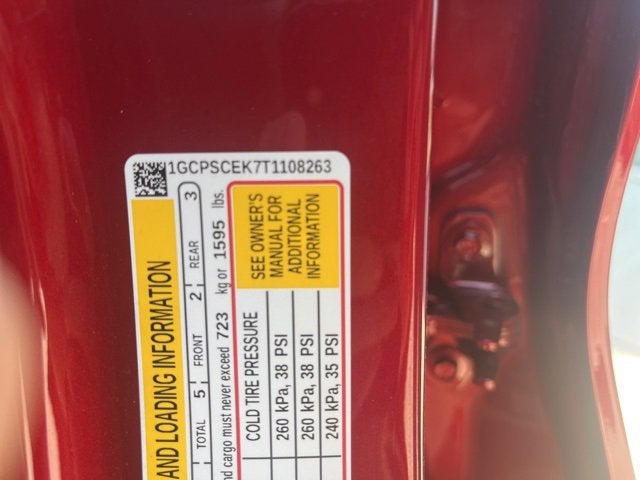 1GCPSCEK7T1108263
AND LOADING INFORMATION
TOTAL 5 FRONT 2 REAR 3
cargo must never exceed 723 kg or 1595 lbs.
COLD TIRE PRESSURE
260 kPa, 38 PSI
260 kPa, 38 PSI
240 kPa, 35 PSI
SEE OWNER'S
MANUAL FOR
ADDITIONAL
INFORMATION